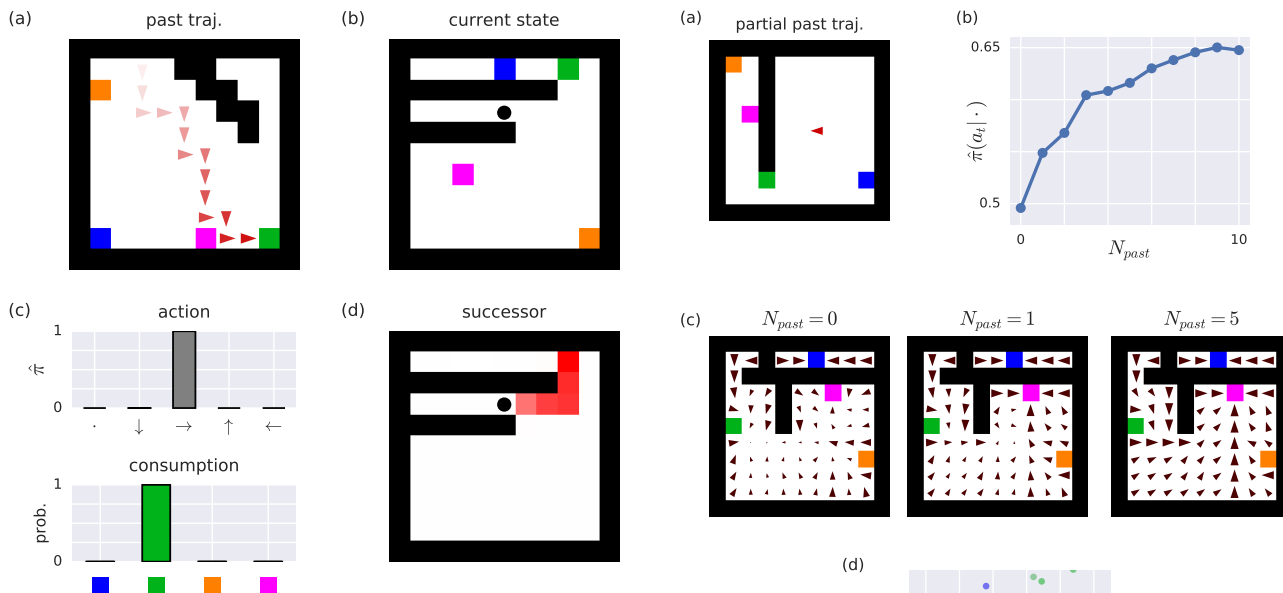 (a) past traj.
(b) current state
(c) action
π̂
1
0
· ↓ → ↑ ←
consumption
prob.
1
0
(d) successor
(a) partial past traj.
(b)
π̂(aₜ| · )
0.65
0.5
0 10
N_past
(c) N_past = 0 N_past = 1 N_past = 5
(d)